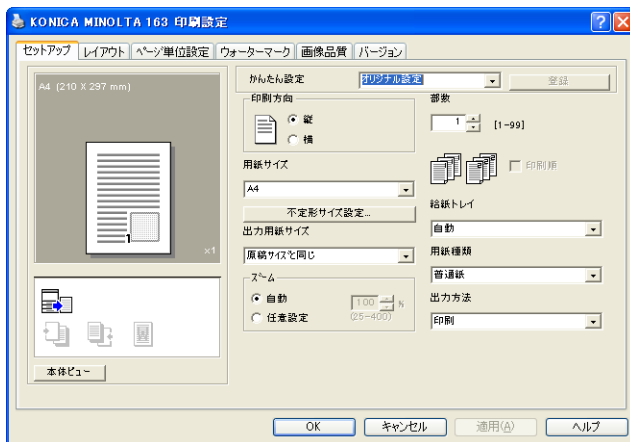 KONICA MINOLTA 163 印刷設定
セットアップ レイアウト ページ単位設定 ウォーターマーク 画像品質 バージョン
A4 (210 X 297 mm)
1
×1
本体ビュー
かんたん設定 オリジナル設定 登録
印刷方向
縦
横
用紙サイズ
A4
不定形サイズ設定...
出力用紙サイズ
原稿サイズと同じ
ズーム
自動
任意設定
100 %
(25-400)
部数
1 [1-99]
印刷順
給紙トレイ
自動
用紙種類
普通紙
出力方法
印刷
OK キャンセル 適用(A) ヘルプ